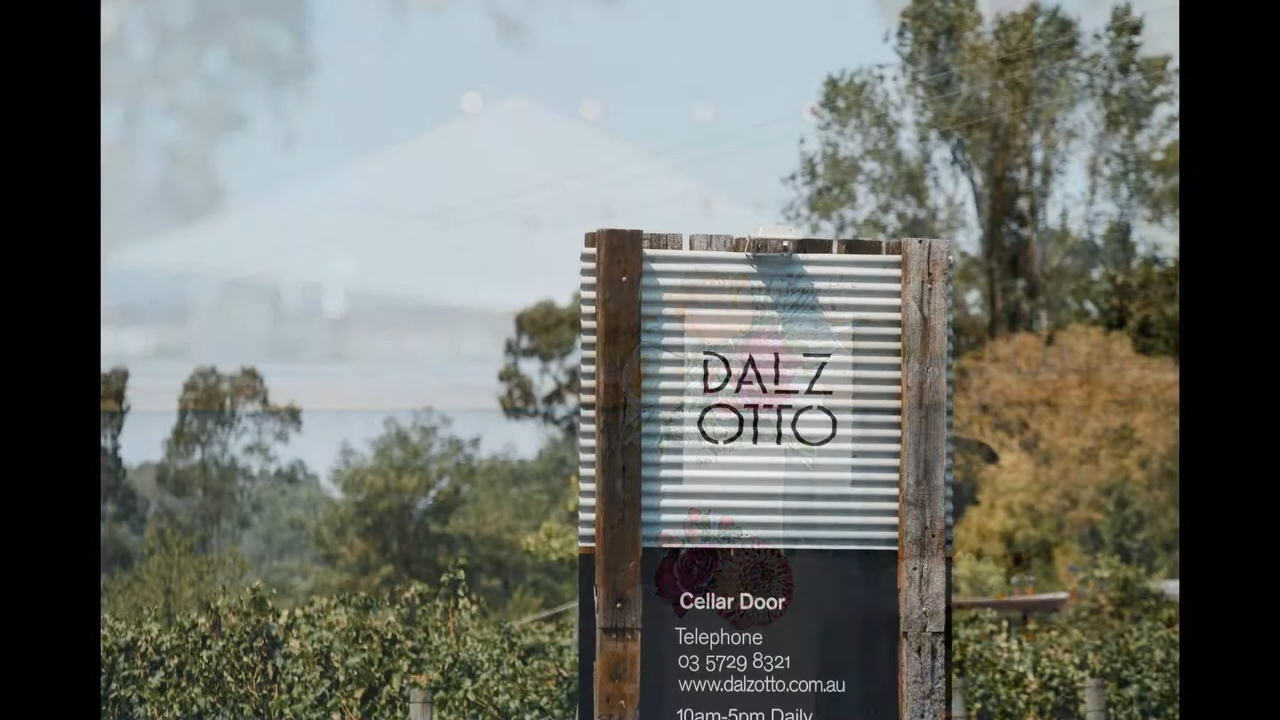 DALZ
OTTO
Cellar Door
Telephone
03 5729 8321
www.dalzotto.com.au
10am-5pm Daily